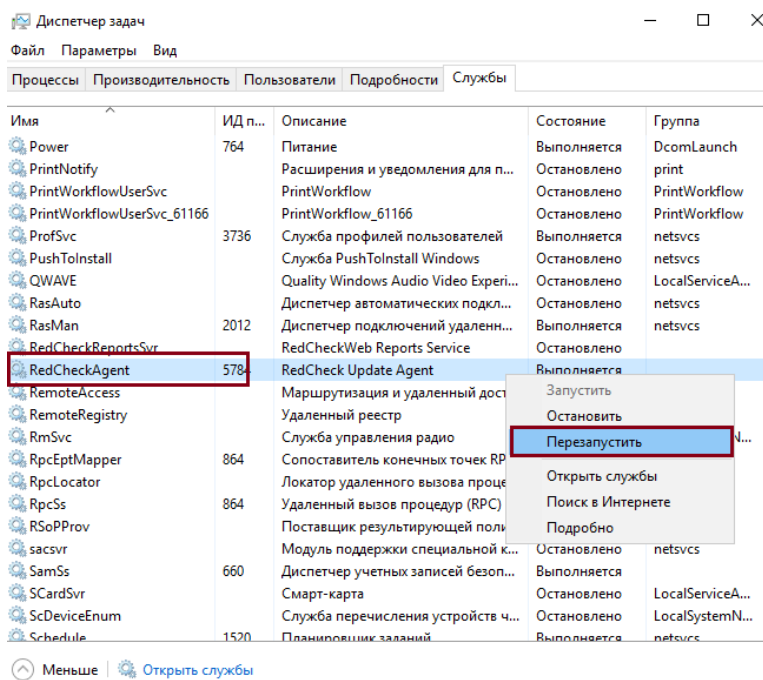 Диспетчер задач
Файл Параметры Вид
Процессы Производительность Пользователи Подробности Службы
Имя ИД п... Описание Состояние Группа
Power 764 Питание Выполняется DcomLaunch
PrintNotify Расширения и уведомления для п... Остановлено print
PrintWorkflowUserSvc PrintWorkflow Остановлено PrintWorkflow
PrintWorkflowUserSvc_61166 PrintWorkflow_61166 Остановлено PrintWorkflow
ProfSvc 3736 Служба профилей пользователей Выполняется netsvcs
PushToInstall Служба PushToInstall Windows Остановлено netsvcs
QWAVE Quality Windows Audio Video Experi... Остановлено LocalServiceA...
RasAuto Диспетчер автоматических подкл... Остановлено netsvcs
RasMan 2012 Диспетчер подключений удаленн... Выполняется netsvcs
RedCheckReportsSvr RedCheckWeb Reports Service Остановлено
RedCheckAgent 5784 RedCheck Update Agent Выполняется
RemoteAccess Маршрутизация и удаленный дост
Запустить
RemoteRegistry Удаленный реестр
Остановить
RmSvc Служба управления радио
Перезапустить
RpcEptMapper 864 Сопоставитель конечных точек RP
RpcLocator Локатор удаленного вызова проце
Открыть службы
RpcSs 864 Удаленный вызов процедур (RPC)
Поиск в Интернете
RSoPProv Поставщик результирующей поли
Подробно
sacsvr Модуль поддержки специальной к... Остановлено netsvcs
SamSs 660 Диспетчер учетных записей безоп... Выполняется
SCardSvr Смарт-карта Остановлено LocalServiceA...
ScDeviceEnum Служба перечисления устройств ч... Остановлено LocalSystemN...
Schedule 1520 Планировщик заданий Выполняется netsvcs
Меньше Открыть службы